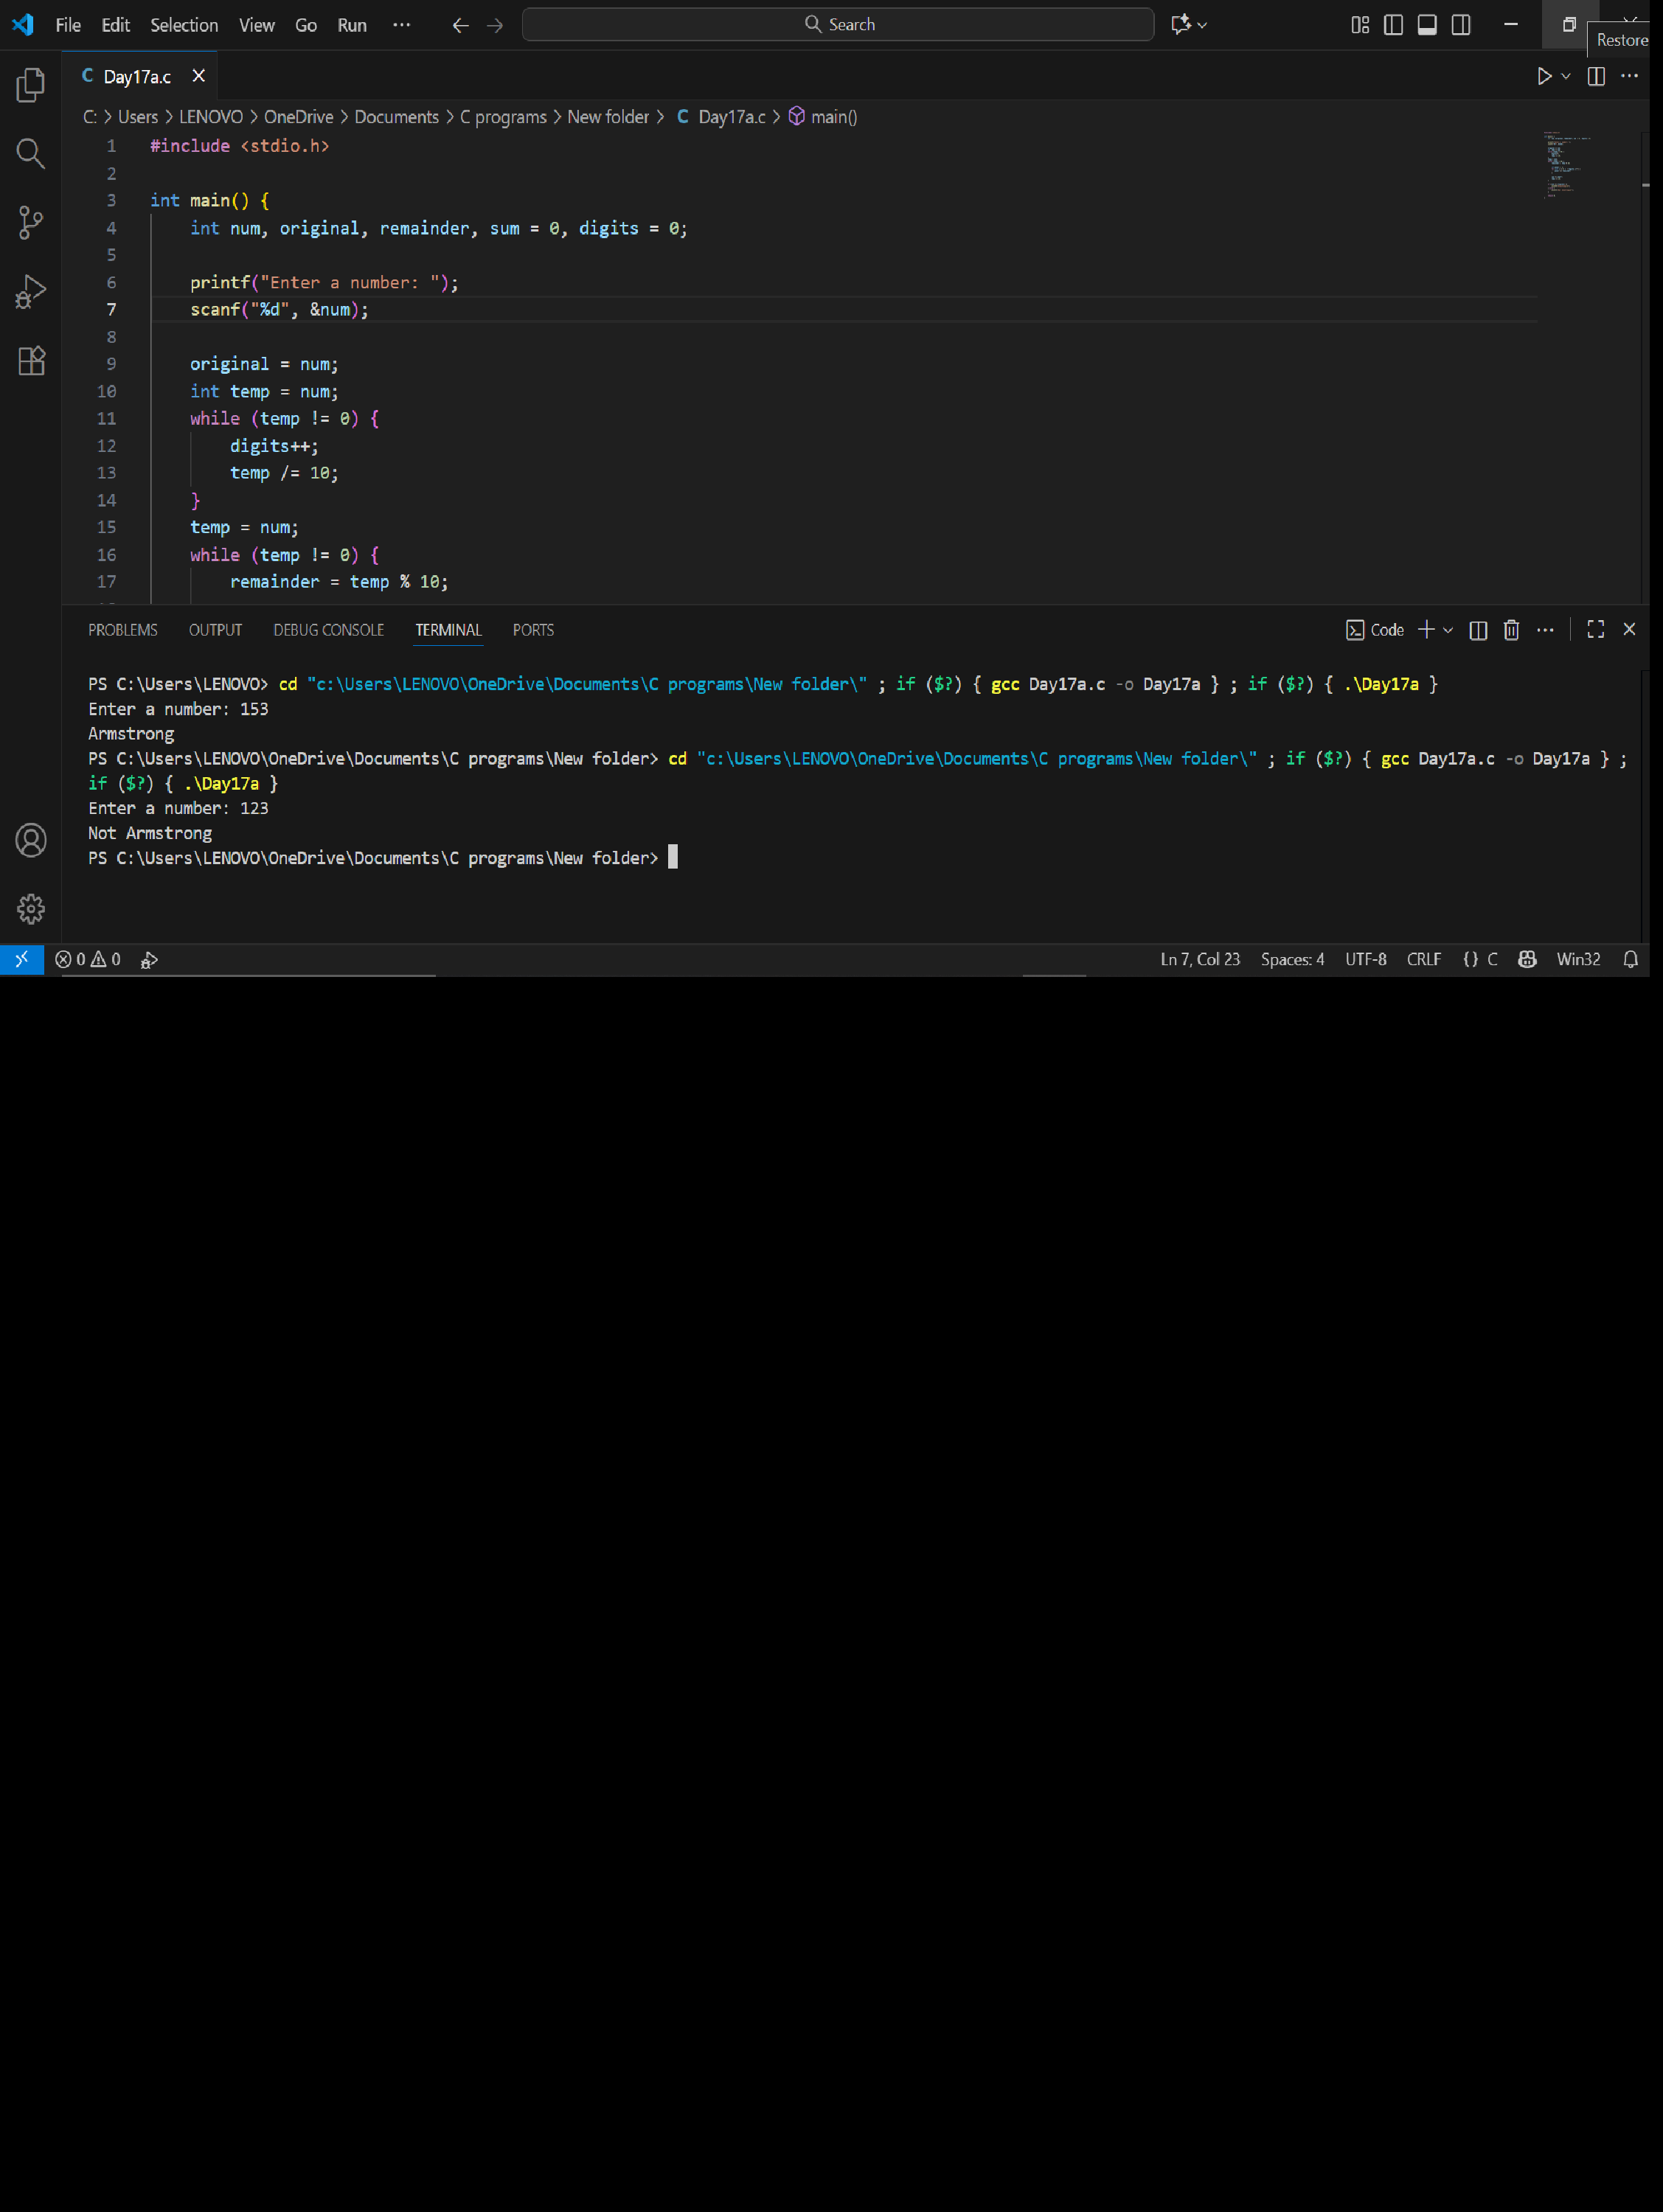 File Edit Selection View Go Run ··· Search
Restore
C Day17a.c
C: > Users > LENOVO > OneDrive > Documents > C programs > New folder > C Day17a.c > main()
1 #include <stdio.h>
2
3 int main() {
4     int num, original, remainder, sum = 0, digits = 0;
5
6     printf("Enter a number: ");
7     scanf("%d", &num);
8
9     original = num;
10     int temp = num;
11     while (temp != 0) {
12         digits++;
13         temp /= 10;
14     }
15     temp = num;
16     while (temp != 0) {
17         remainder = temp % 10;
PROBLEMS OUTPUT DEBUG CONSOLE TERMINAL PORTS Code
PS C:\Users\LENOVO> cd "c:\Users\LENOVO\OneDrive\Documents\C programs\New folder\" ; if ($?) { gcc Day17a.c -o Day17a } ; if ($?) { .\Day17a }
Enter a number: 153
Armstrong
PS C:\Users\LENOVO\OneDrive\Documents\C programs\New folder> cd "c:\Users\LENOVO\OneDrive\Documents\C programs\New folder\" ; if ($?) { gcc Day17a.c -o Day17a } ;
if ($?) { .\Day17a }
Enter a number: 123
Not Armstrong
PS C:\Users\LENOVO\OneDrive\Documents\C programs\New folder>
0 0 Ln 7, Col 23 Spaces: 4 UTF-8 CRLF {} C Win32